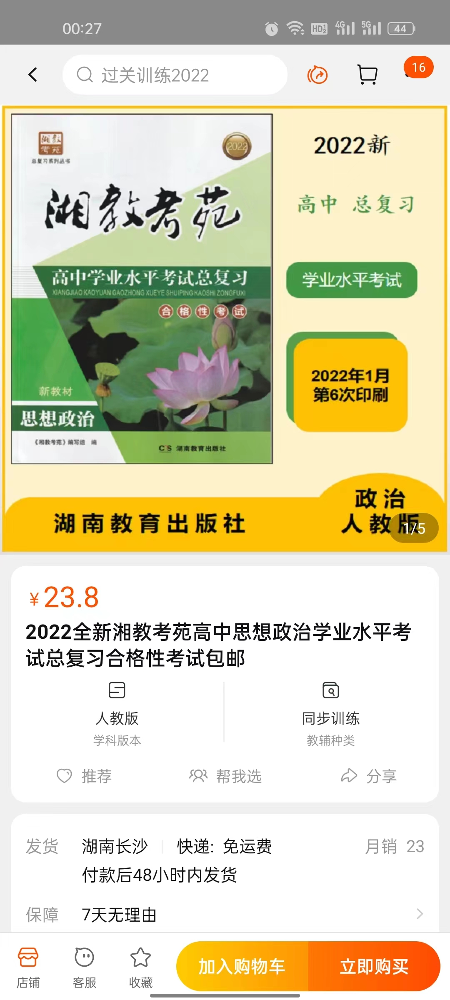 00:27
HD 1 2
4G
5G
44
过关训练2022
16
湘教
考苑
总复习系列丛书
2022
湘教考苑
高中学业水平考试总复习
XIANGJIAO KAOYUAN GAOZHONG XUEYE SHUIPING KAOSHI ZONGFUXI
合格性考试
新教材
思想政治
《湘教考苑》编写组 编
湖南教育出版社
2022新
高中 总复习
学业水平考试
2022年1月
第6次印刷
湖南教育出版社
政治
人教版
1/5
¥23.8
2022全新湘教考苑高中思想政治学业水平考
试总复习合格性考试包邮
人教版
学科版本
同步训练
教辅种类
推荐
帮我选
分享
发货 湖南长沙 快递: 免运费 月销 23
付款后48小时内发货
保障 7天无理由
店铺
客服
收藏
加入购物车
立即购买